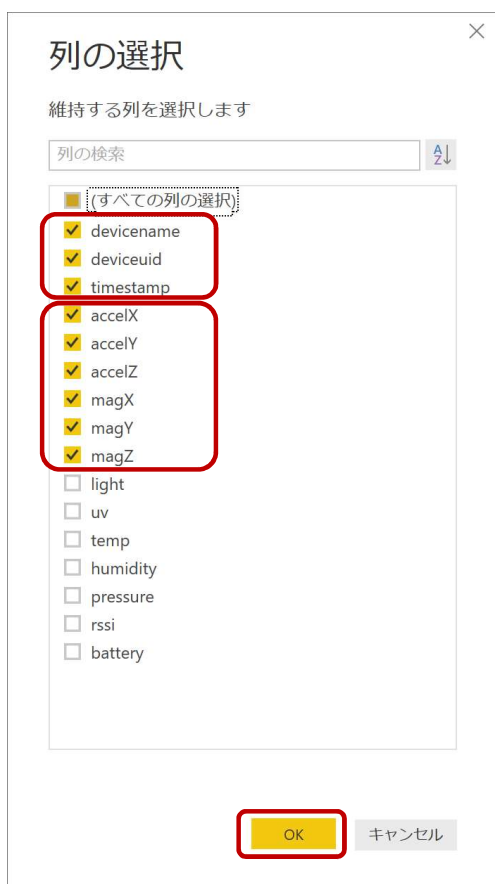 列の選択
維持する列を選択します
列の検索
(すべての列の選択)
devicename
deviceuid
timestamp
accelX
accelY
accelZ
magX
magY
magZ
light
uv
temp
humidity
pressure
rssi
battery
OK キャンセル